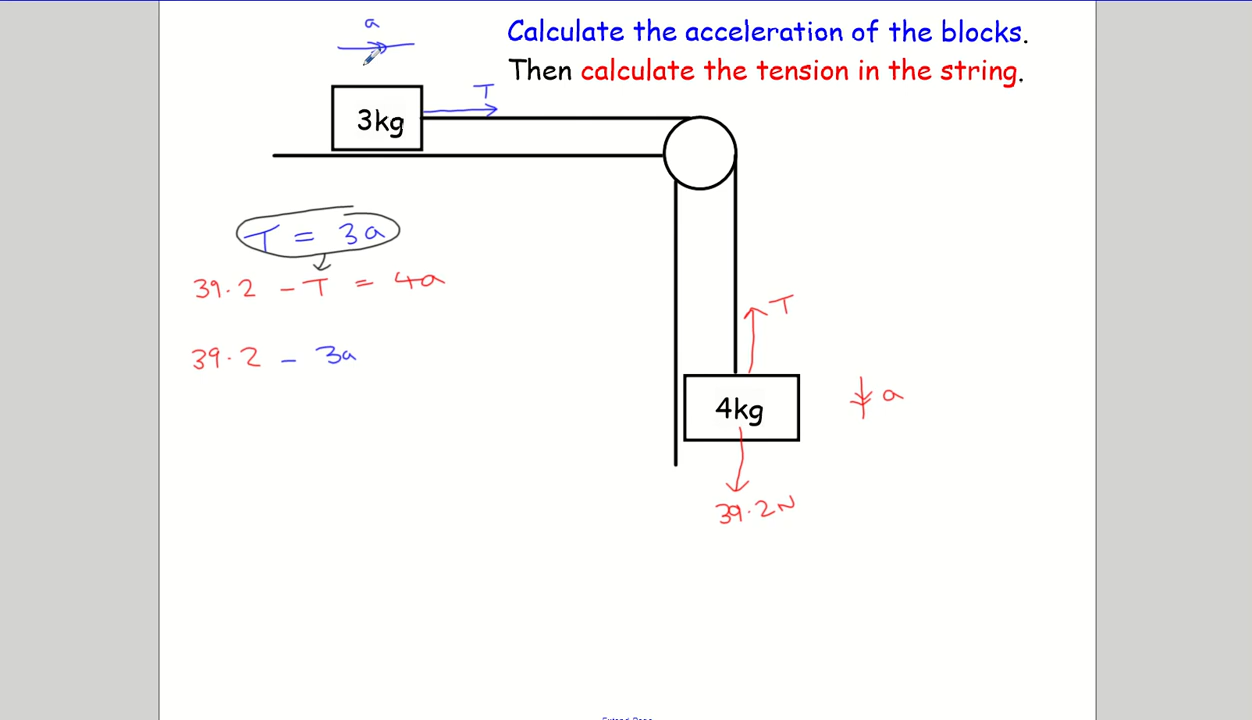 a
Calculate the acceleration of the blocks.
Then calculate the tension in the string.
T
3kg
T = 3a
39.2 - T = 4a
T
39.2 - 3a
4kg
a
39.2N